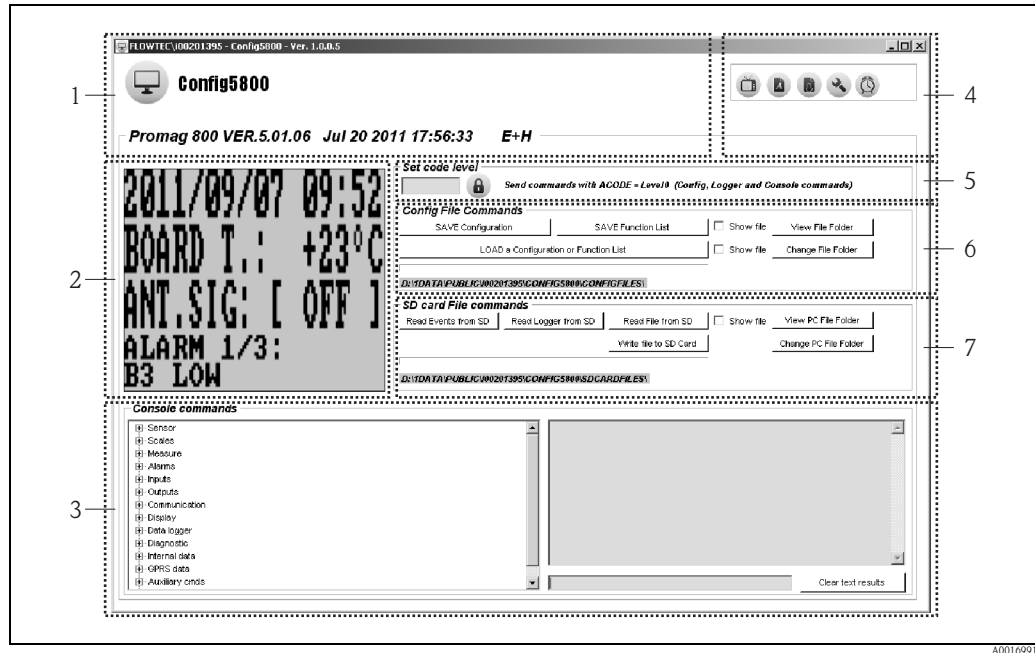 FLOWTEC\i00201395 - Config5800 - Ver. 1.0.0.5
Config5800
1
4
Promag 800 VER.5.01.06 Jul 20 2011 17:56:33 E+H
2011/09/07 09:52
BOARD T.: +23°C
ANT.SIG: [ OFF ]
ALARM 1/3:
B3 LOW
2
Set code level
Send commands with ACODE = Level0 (Config, Logger and Console commands)
5
Config File Commands
SAVE Configuration
SAVE Function List
Show file
View File Folder
LOAD a Configuration or Function List
Show file
Change File Folder
6
D:\1DATA\PUBLIC\I00201395\CONFIG5800\CONFIGFILES\
SD card File commands
Read Events from SD
Read Logger from SD
Read File from SD
Show file
View PC File Folder
Write file to SD Card
Change PC File Folder
7
D:\1DATA\PUBLIC\I00201395\CONFIG5800\SDCARDFILES\
Console commands
Sensor
Scales
Measure
Alarms
Inputs
Outputs
Communication
Display
Data logger
Diagnostic
Internal data
GPRS data
Auxiliary cmds
3
Clear text results